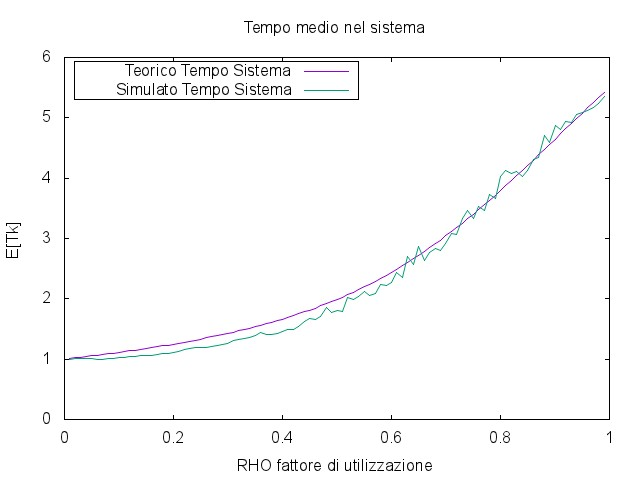 Tempo medio nel sistema
6
Teorico Tempo Sistema
Simulato Tempo Sistema
5
4
3
E[Tk]
2
1
0
0 0.2 0.4 0.6 0.8 1
RHO fattore di utilizzazione